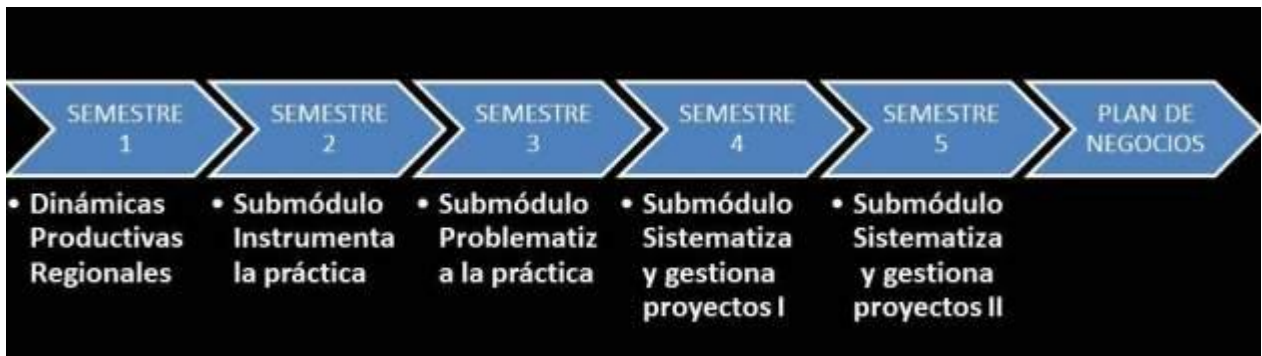 SEMESTRE
1
SEMESTRE
2
SEMESTRE
3
SEMESTRE
4
SEMESTRE
5
PLAN DE
NEGOCIOS
• Dinámicas
Productivas
Regionales
• Submódulo
Instrumenta
la práctica
• Submódulo
Problematiz
a la práctica
• Submódulo
Sistematiza
y gestiona
proyectos I
• Submódulo
Sistematiza
y gestiona
proyectos II